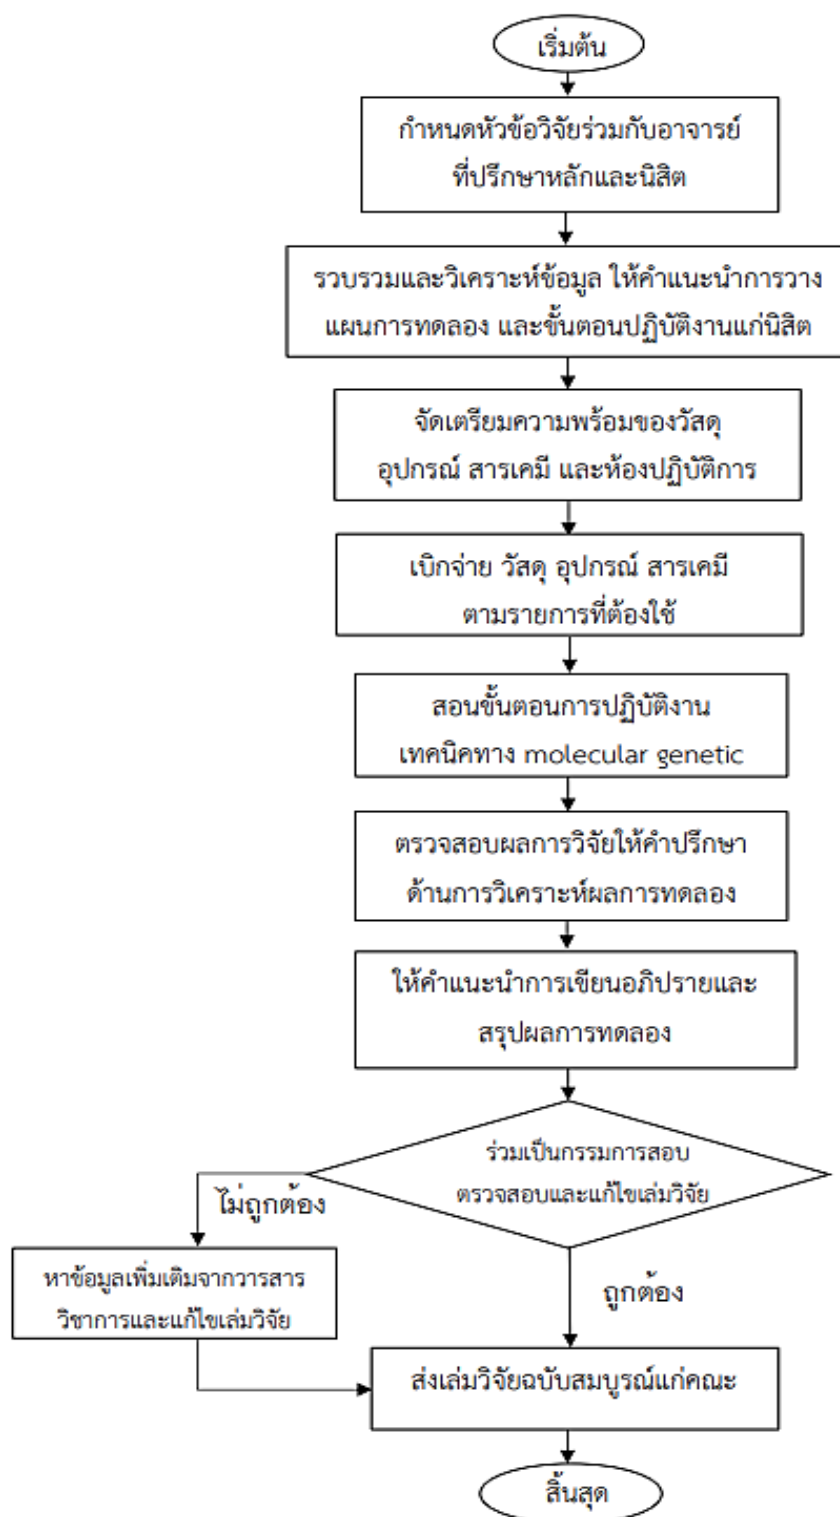 เริ่มต้น
กำหนดหัวข้อวิจัยร่วมกับอาจารย์
ที่ปรึกษาหลักและนิสิต
รวบรวมและวิเคราะห์ข้อมูล ให้คำแนะนำการวาง
แผนการทดลอง และขั้นตอนปฏิบัติงานแก่นิสิต
จัดเตรียมความพร้อมของวัสดุ
อุปกรณ์ สารเคมี และห้องปฏิบัติการ
เบิกจ่าย วัสดุ อุปกรณ์ สารเคมี
ตามรายการที่ต้องใช้
สอนขั้นตอนการปฏิบัติงาน
เทคนิคทาง molecular genetic
ตรวจสอบผลการวิจัยให้คำปรึกษา
ด้านการวิเคราะห์ผลการทดลอง
ให้คำแนะนำการเขียนอภิปรายและ
สรุปผลการทดลอง
ร่วมเป็นกรรมการสอบ
ตรวจสอบและแก้ไขเล่มวิจัย
ไม่ถูกต้อง
หาข้อมูลเพิ่มเติมจากวารสาร
วิชาการและแก้ไขเล่มวิจัย
ถูกต้อง
ส่งเล่มวิจัยฉบับสมบูรณ์แก่คณะ
สิ้นสุด